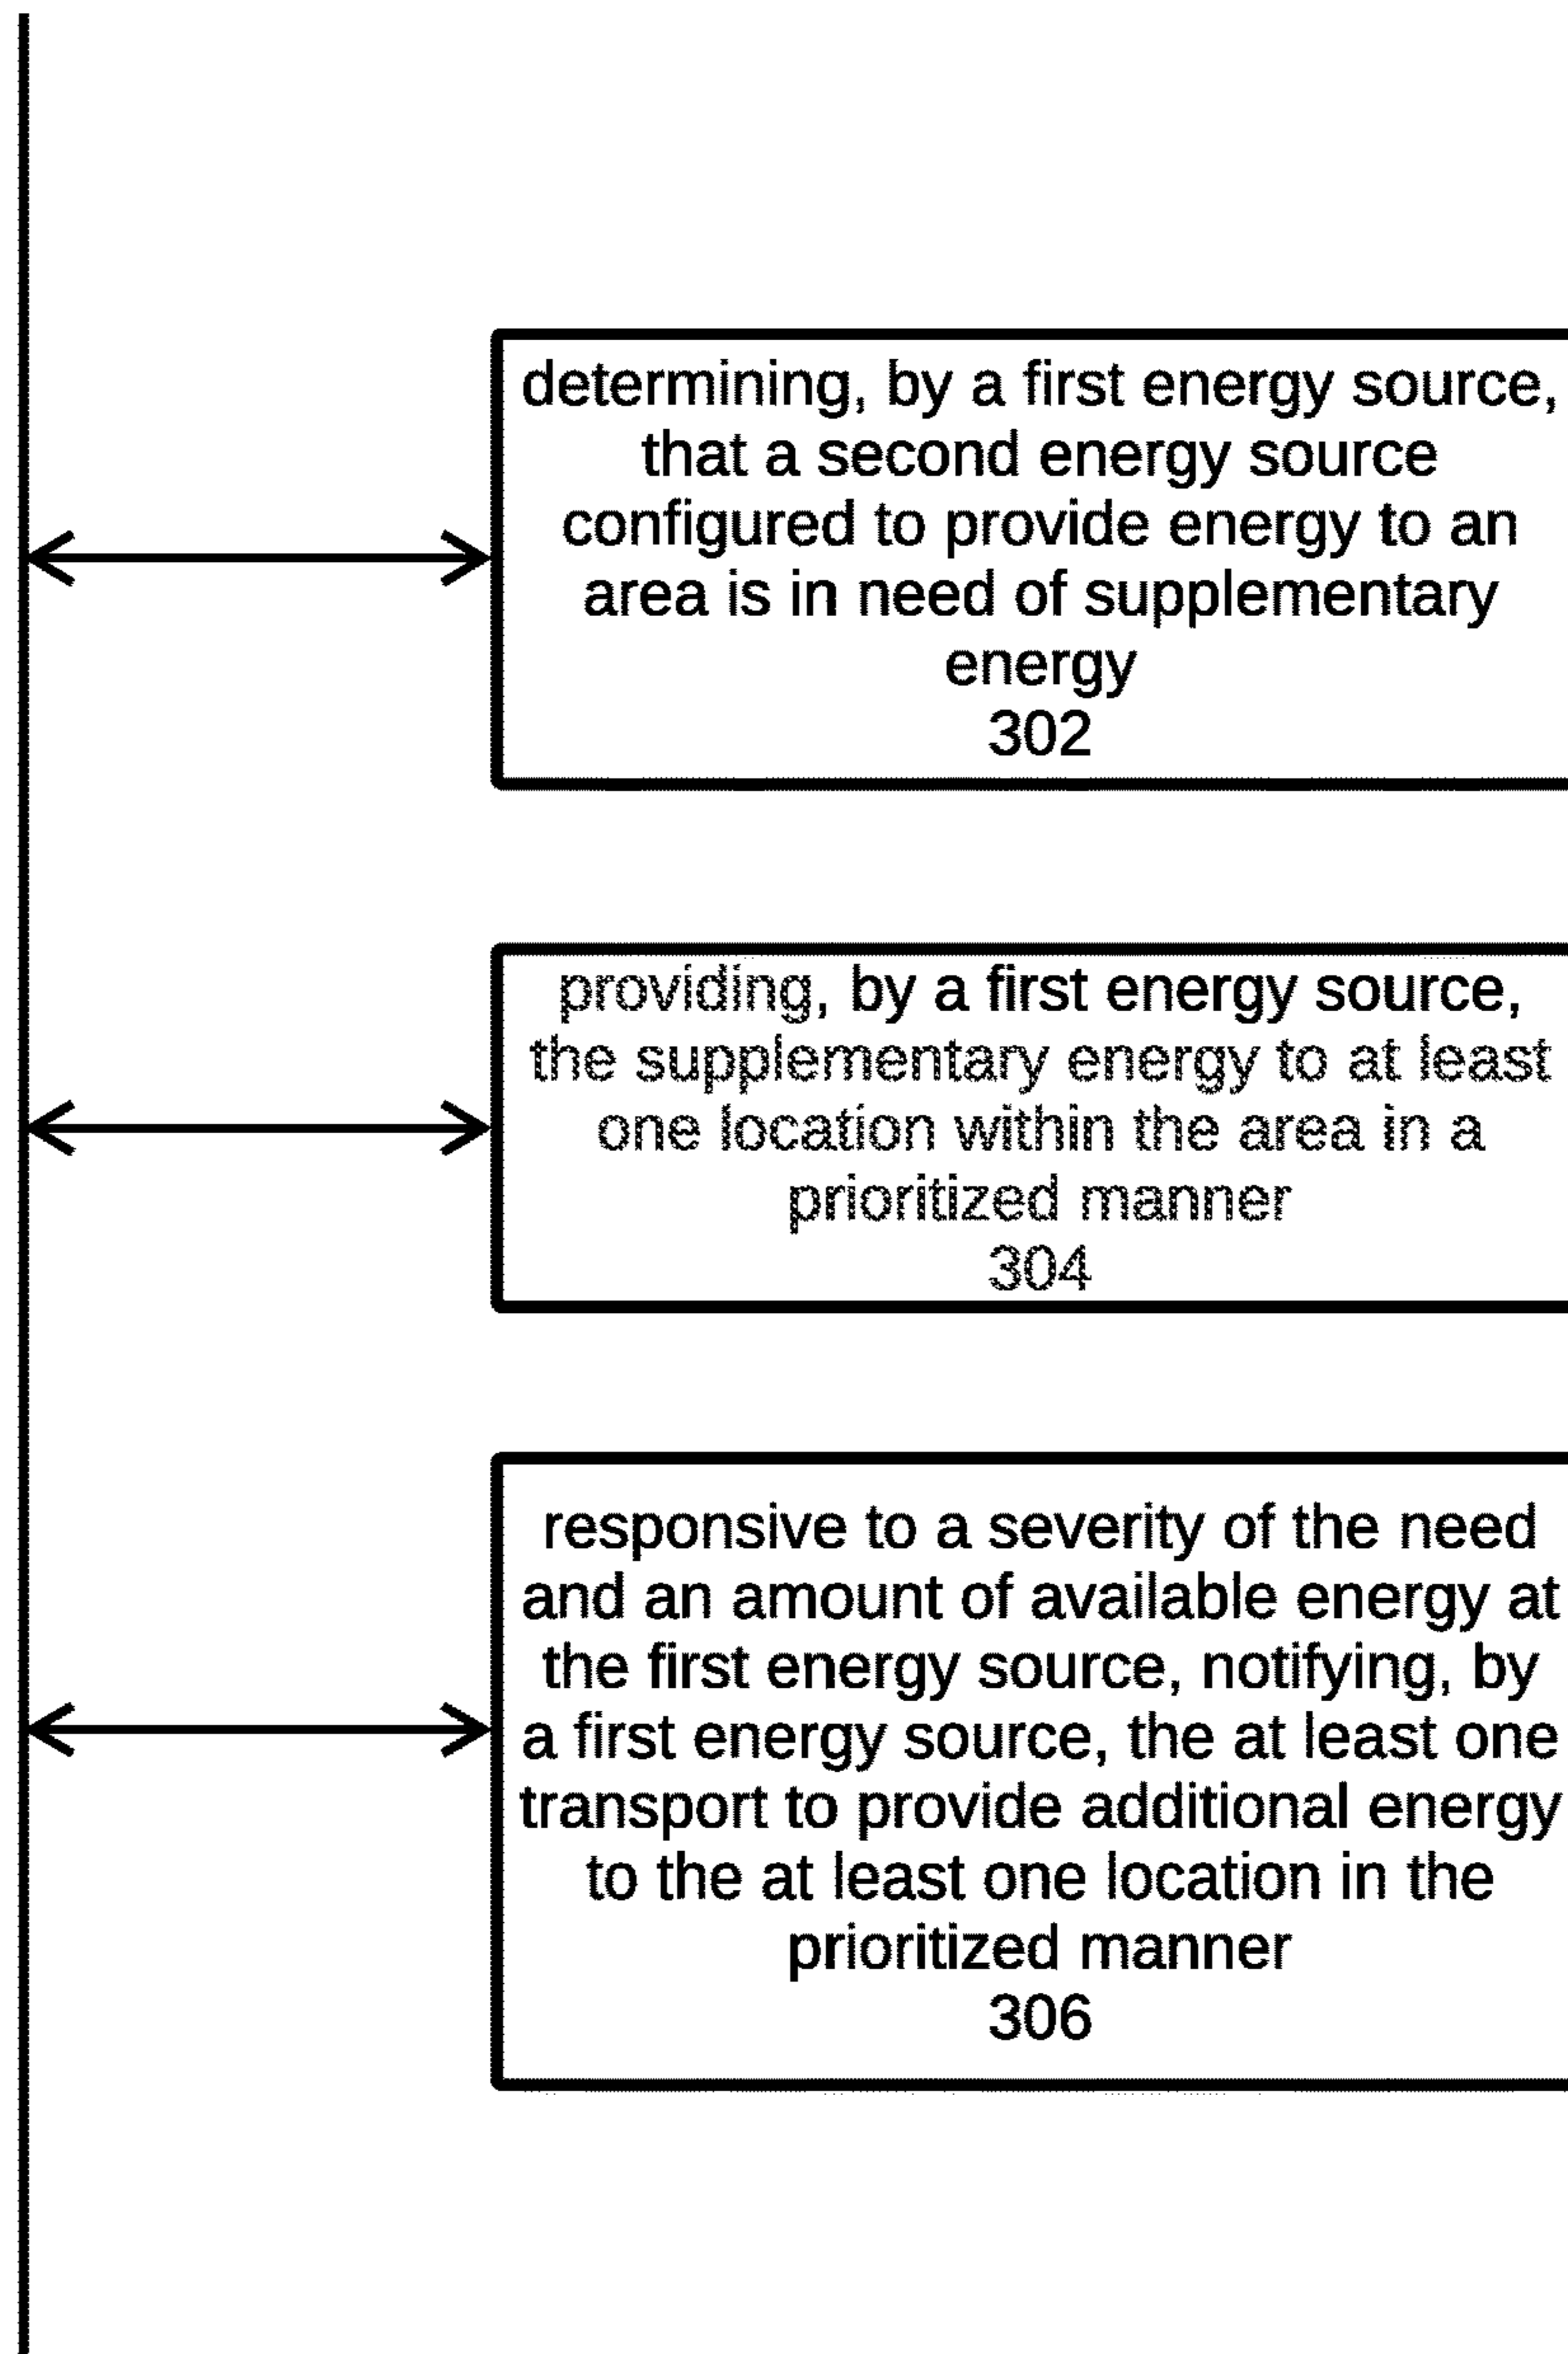 determining, by a first energy source,
that a second energy source
configured to provide energy to an
area is in need of supplementary
energy
302
providing, by a first energy source,
the supplementary energy to at least
one location within the area in a
prioritized manner
304
responsive to a severity of the need
and an amount of available energy at
the first energy source, notifying, by
a first energy source, the at least one
transport to provide additional energy
to the at least one location in the
prioritized manner
306